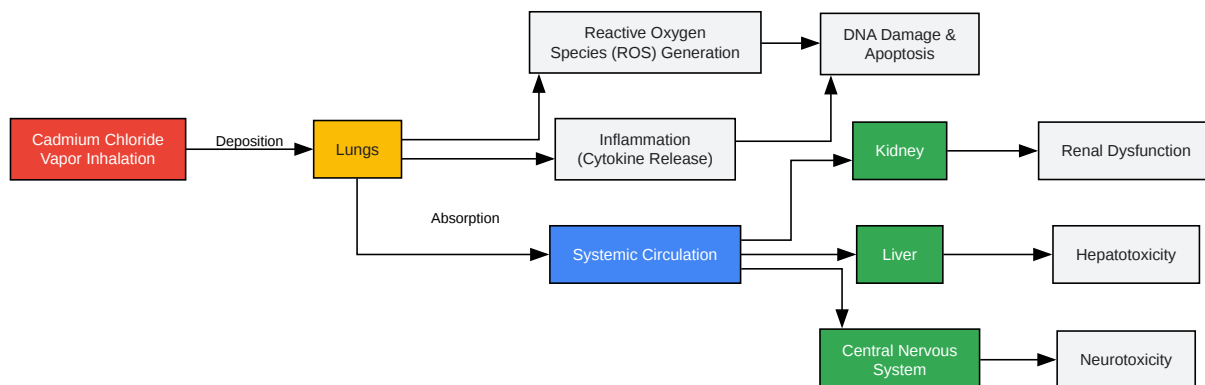 Reactive Oxygen
Species (ROS) Generation
DNA Damage &
Apoptosis
Cadmium Chloride
Vapor Inhalation
Deposition
Lungs
Inflammation
(Cytokine Release)
Kidney
Renal Dysfunction
Absorption
Systemic Circulation
Liver
Hepatotoxicity
Central Nervous
System
Neurotoxicity